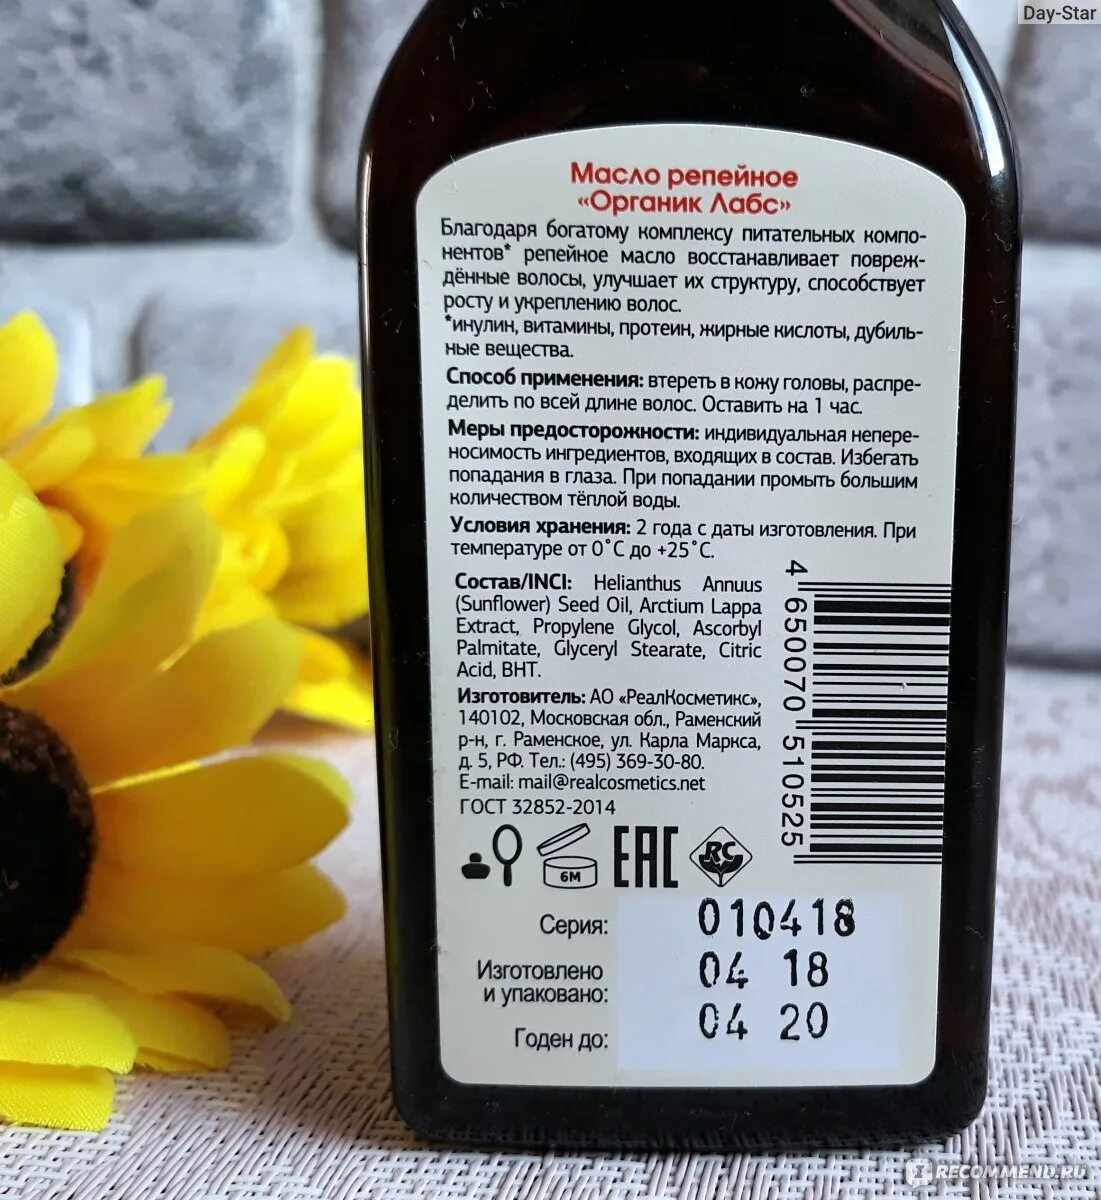 Day-Star
Масло репейное
«Органик Лабс»
Благодаря богатому комплексу питательных компо-
нентов* репейное масло восстанавливает повреж-
дённые волосы, улучшает их структуру, способствует
росту и укреплению волос.
*инулин, витамины, протеин, жирные кислоты, дубиль-
ные вещества.
Способ применения: втереть в кожу головы, распре-
делить по всей длине волос. Оставить на 1 час.
Меры предосторожности: индивидуальная непере-
носимость ингредиентов, входящих в состав. Избегать
попадания в глаза. При попадании промыть большим
количеством тёплой воды.
Условия хранения: 2 года с даты изготовления. При
температуре от 0°С до +25°С.
Состав/INCI: Helianthus Annuus
(Sunflower) Seed Oil, Arctium Lappa
Extract, Propylene Glycol, Ascorbyl
Palmitate, Glyceryl Stearate, Citric
Acid, BHT.
Изготовитель: АО «РеалКосметикс»,
140102, Московская обл., Раменский
р-н, г. Раменское, ул. Карла Маркса,
д. 5, РФ. Тел.: (495) 369-30-80.
E-mail: mail@realcosmetics.net
ГОСТ 32852-2014
4 650070 510525
6М
ЕАС
RC
Серия: 010418
Изготовлено
и упаковано: 04 18
Годен до: 04 20
IRECOMMEND.RU